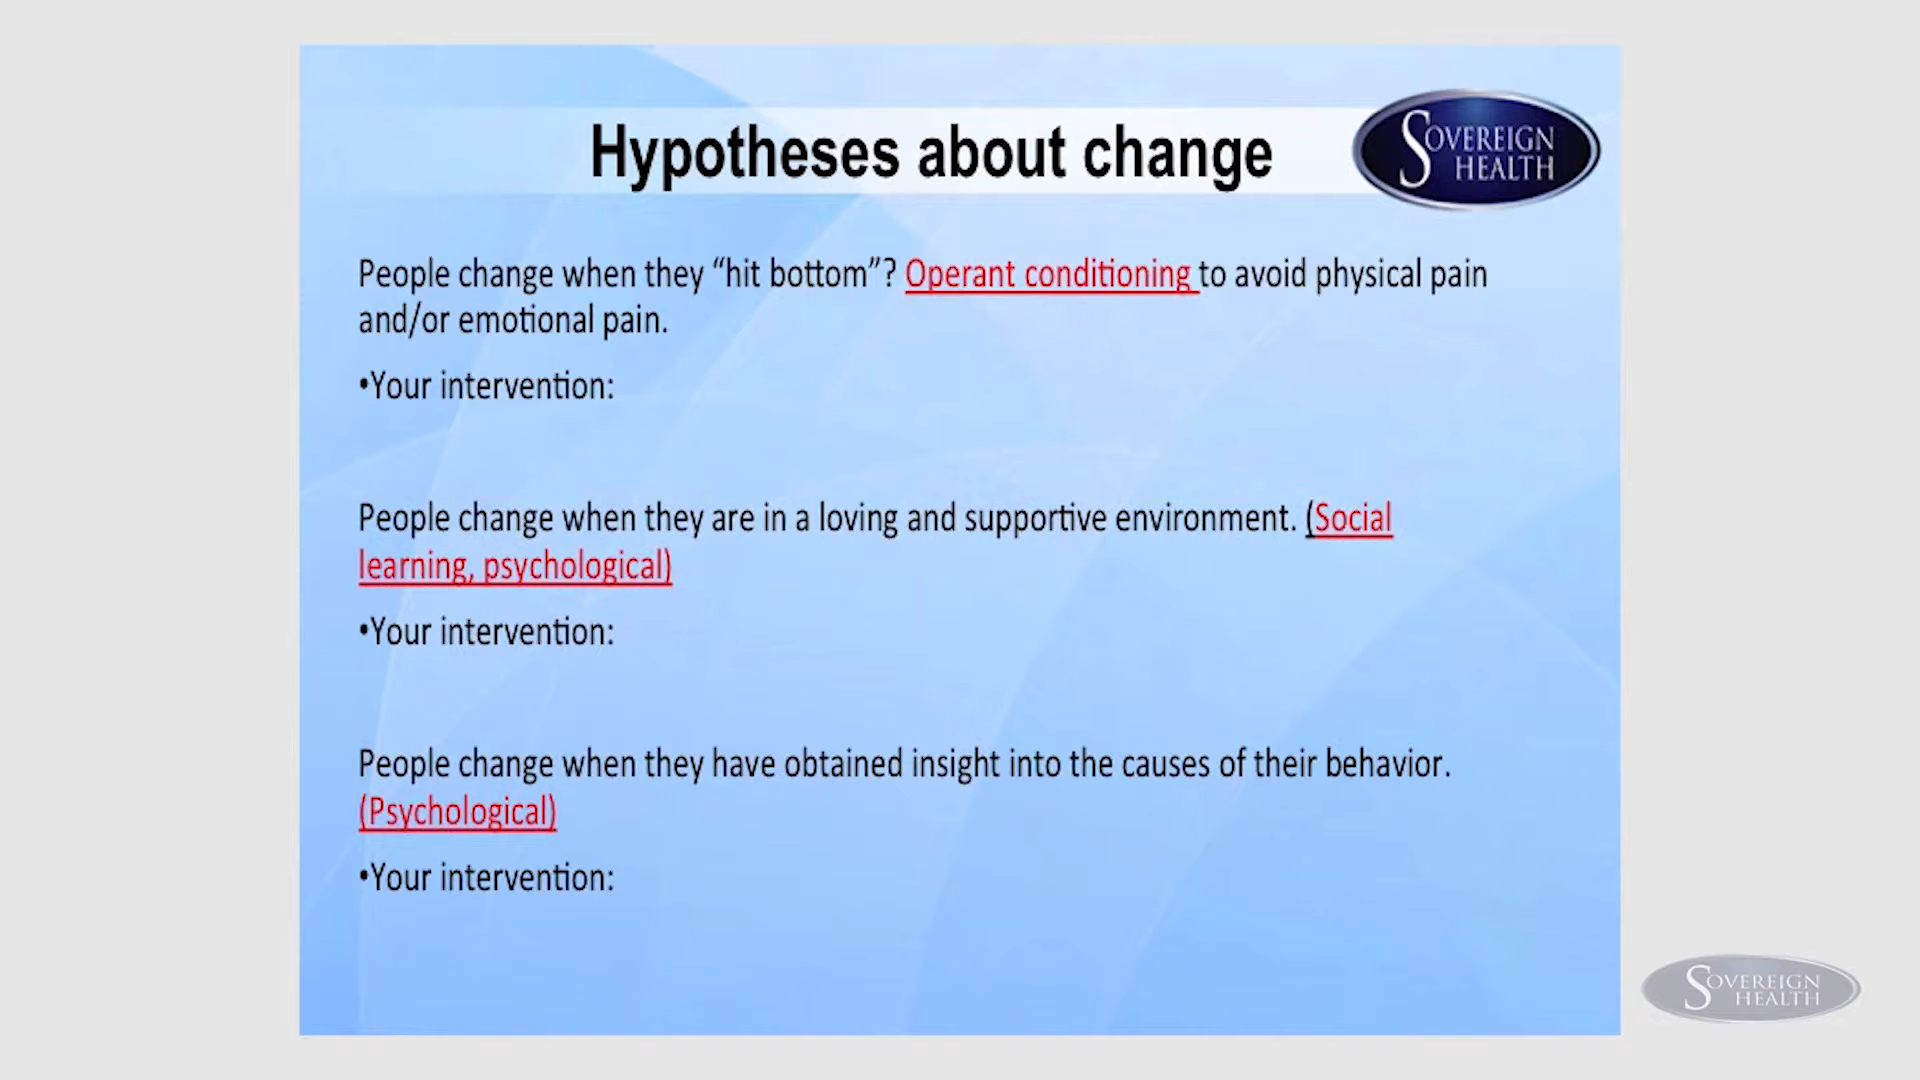 Hypotheses about change
SOVEREIGN
HEALTH
People change when they “hit bottom”? Operant conditioning to avoid physical pain
and/or emotional pain.
•Your intervention:
People change when they are in a loving and supportive environment. (Social
learning, psychological)
•Your intervention:
People change when they have obtained insight into the causes of their behavior.
(Psychological)
•Your intervention:
SOVEREIGN
HEALTH